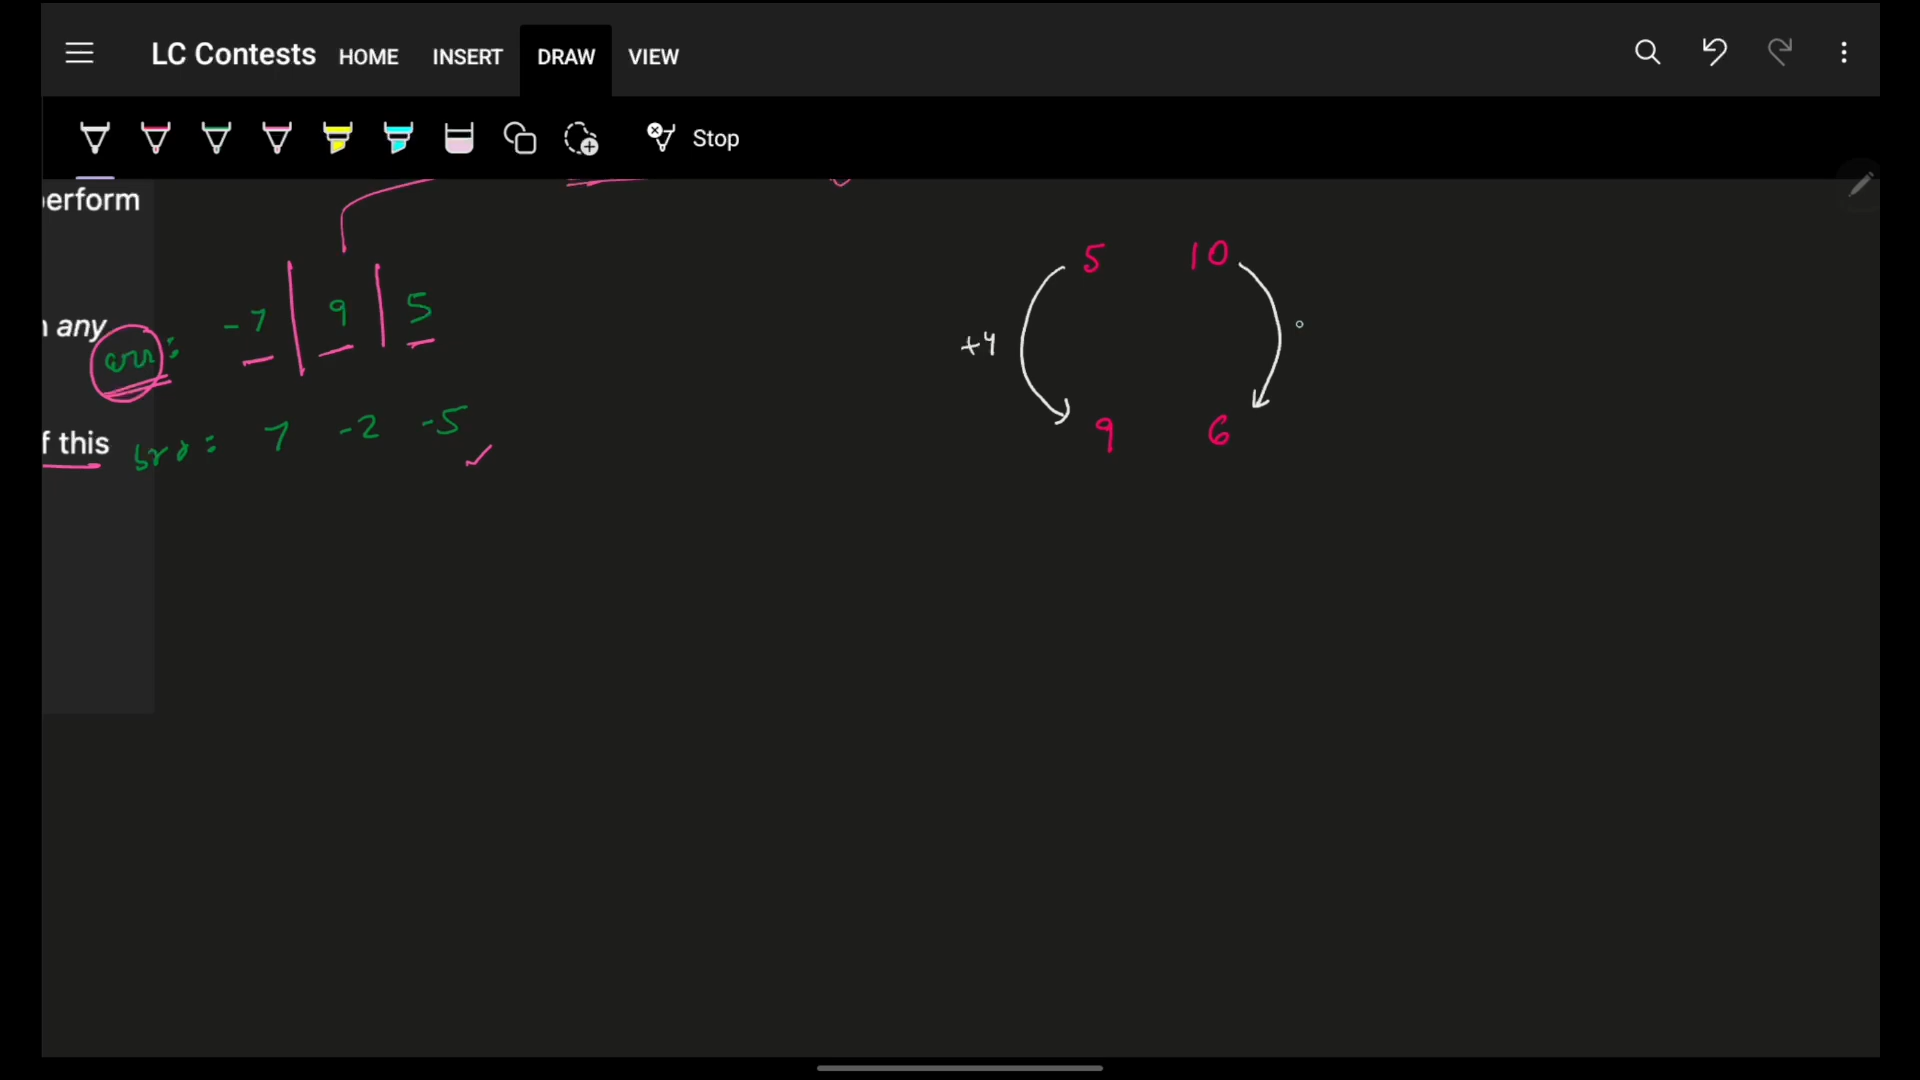 LC Contests HOME INSERT DRAW VIEW
Stop
erform
5 10
-7 | 9 | 5
any
arr :
+4
7 -2 -5
f this
brr :
9 6